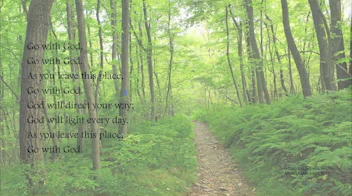 Go with God,
Go with God.
As you leave this place,
Go with God.
God will direct your way;
God will light every day.
As you leave this place,
Go with God.